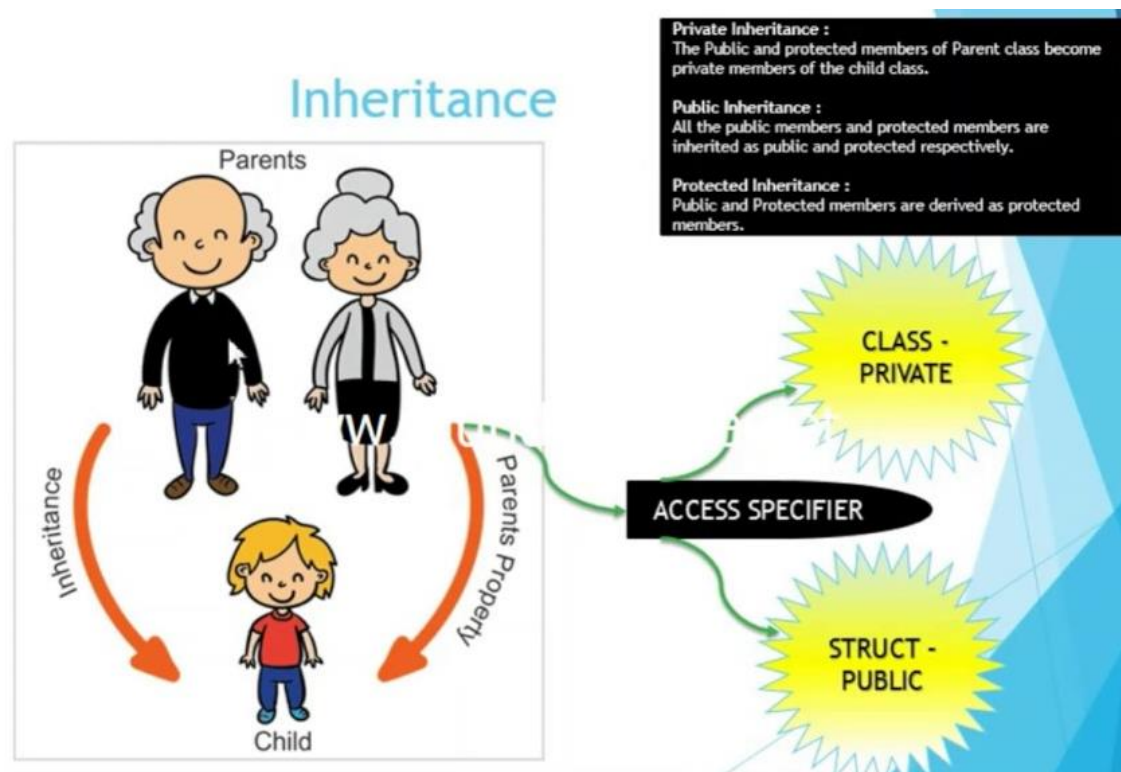 Private Inheritance :
The Public and protected members of Parent class become
private members of the child class.
Public Inheritance :
All the public members and protected members are
inherited as public and protected respectively.
Protected Inheritance :
Public and Protected members are derived as protected
members.
Inheritance
Parents
Inheritance
Parents Property
Child
ACCESS SPECIFIER
CLASS -
PRIVATE
STRUCT -
PUBLIC